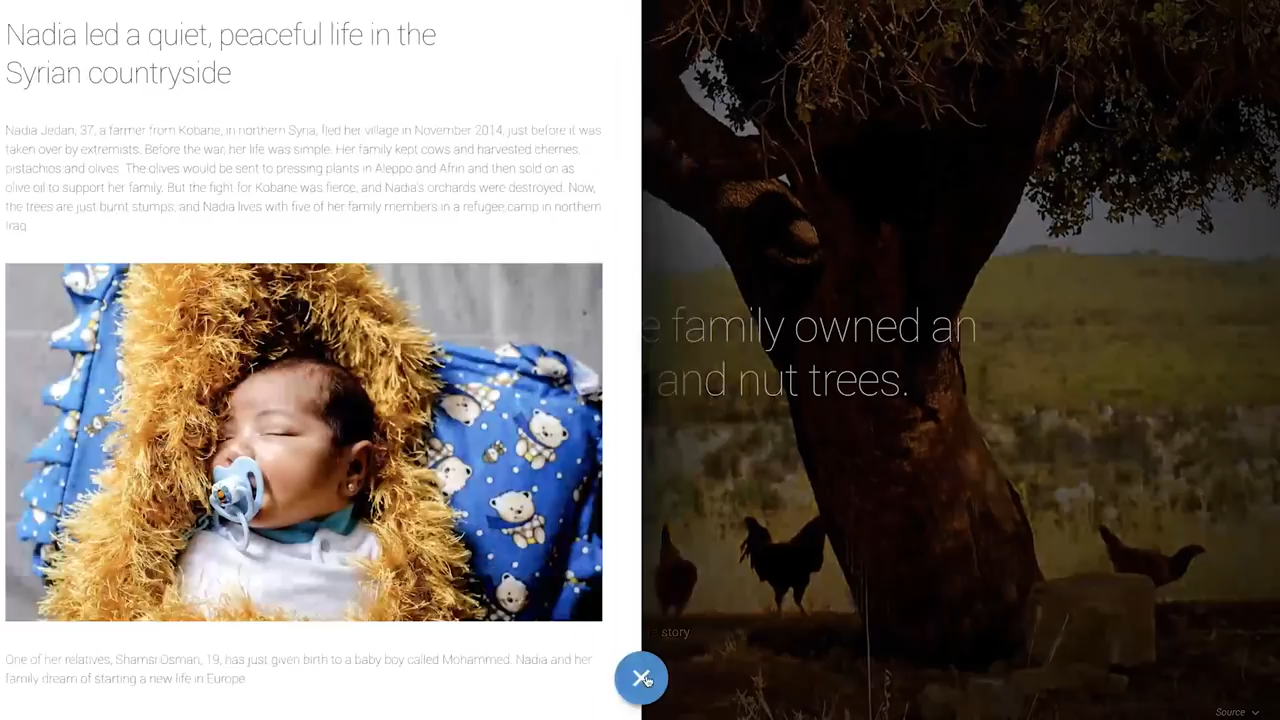 Nadia led a quiet, peaceful life in the
Syrian countryside
Nadia Jedan, 37, a farmer from Kobane, in northern Syria, fled her village in November 2014, just before it was
taken over by extremists. Before the war, her life was simple. Her family kept cows and harvested cherries,
pistachios and olives. The olives would be sent to pressing plants in Aleppo and Afrin and then sold on as
olive oil to support her family. But the fight for Kobane was fierce, and Nadia's orchards were destroyed. Now,
the trees are just burnt stumps, and Nadia lives with five of her family members in a refugee camp in northern
Iraq
One of her relatives, Shamsi Osman, 19, has just given birth to a baby boy called Mohammed. Nadia and her
family dream of starting a new life in Europe
e family owned an
and nut trees.
story
Source